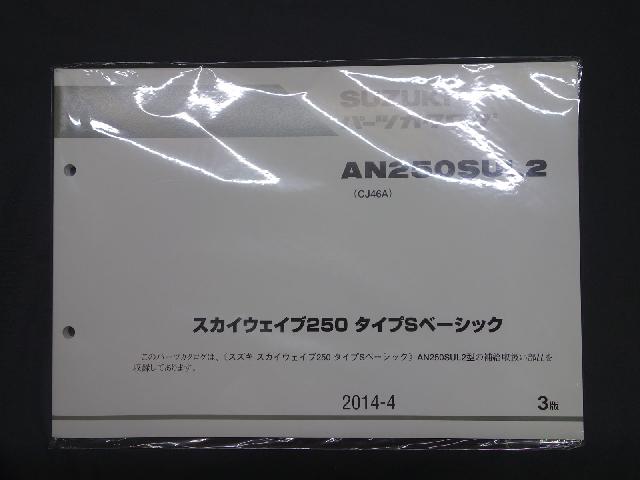 SUZUKI
パーツカタログ
AN250SUL2
(CJ46A)
スカイウェイブ250 タイプSベーシック
このパーツカタログは、〔スズキ スカイウェイブ250 タイプSベーシック〕AN250SUL2型の補給取扱い部品を
収録してあります。
2014-4
3版